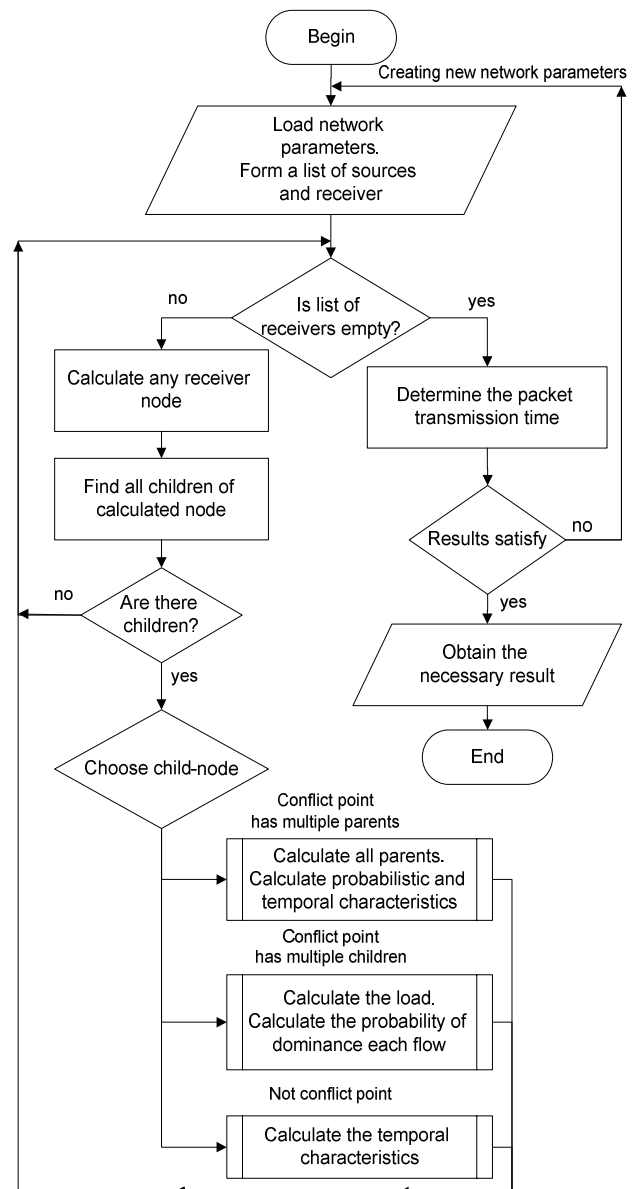 Begin
Creating new network parameters
Load network
parameters.
Form a list of sources
and receiver
no
Is list of
receivers empty?
yes
Calculate any receiver
node
Determine the packet
transmission time
Find all children of
calculated node
Results satisfy
no
no
Are there
children?
yes
yes
Obtain the
necessary result
Choose child-node
End
Conflict point
has multiple parents
Calculate all parents.
Calculate probabilistic and
temporal characteristics
Conflict point
has multiple children
Calculate the load.
Calculate the probability of
dominance each flow
Not conflict point
Calculate the temporal
characteristics